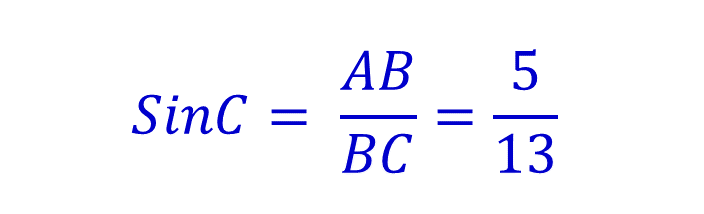 SinC = AB/BC = 5/13